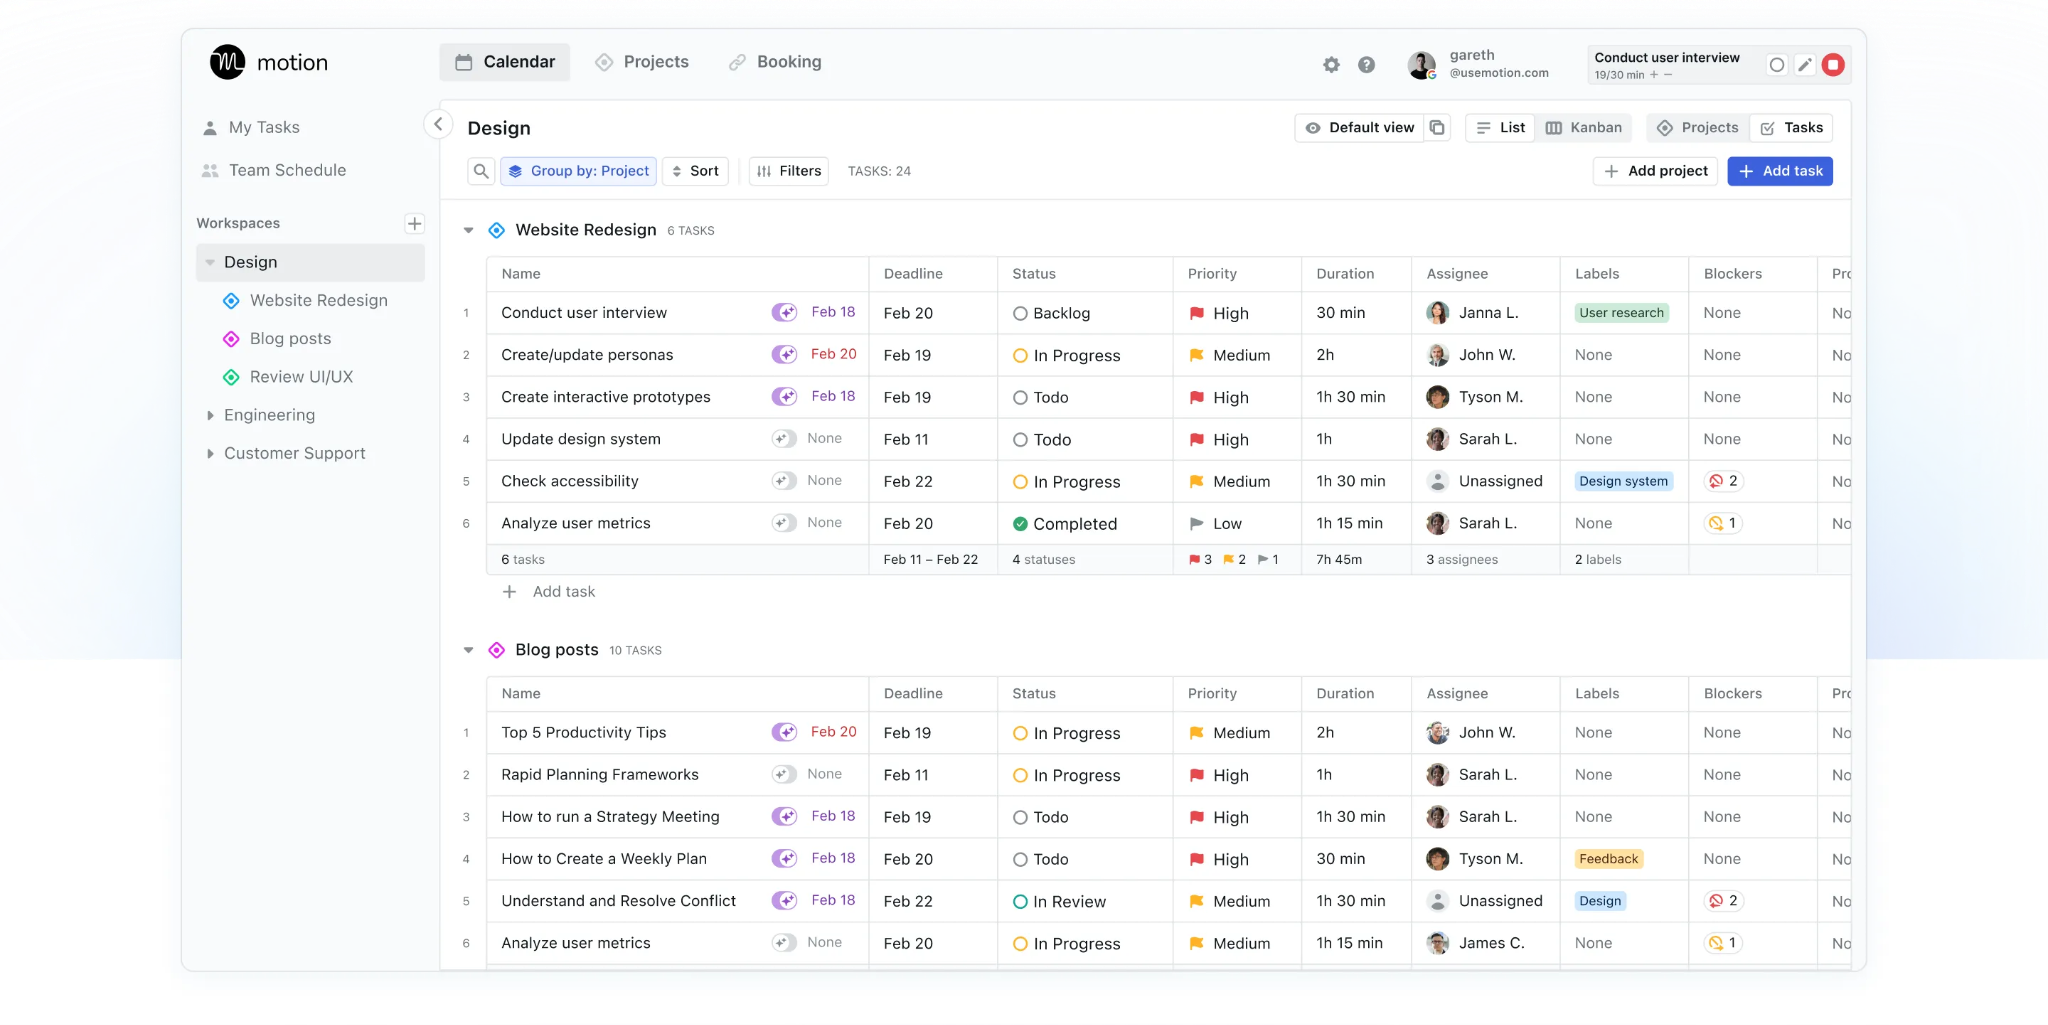 motion
Calendar
Projects
Booking
gareth
@usemotion.com
Conduct user interview
19/30 min + −
My Tasks
Team Schedule
Workspaces
Design
Website Redesign
Blog posts
Review UI/UX
Engineering
Customer Support
Design
Default view
List
Kanban
Projects
Tasks
Group by: Project
Sort
Filters
TASKS: 24
Add project
Add task
Website Redesign 6 TASKS
Name Deadline Status Priority Duration Assignee Labels Blockers
1 Conduct user interview Feb 18 Feb 20 Backlog High 30 min Janna L. User research None No
2 Create/update personas Feb 20 Feb 19 In Progress Medium 2h John W. None None No
3 Create interactive prototypes Feb 18 Feb 19 Todo High 1h 30 min Tyson M. None None No
4 Update design system None Feb 11 Todo High 1h Sarah L. None None No
5 Check accessibility None Feb 22 In Progress Medium 1h 30 min Unassigned Design system 2 No
6 Analyze user metrics None Feb 20 Completed Low 1h 15 min Sarah L. None 1 No
6 tasks Feb 11 – Feb 22 4 statuses 3 2 1 7h 45m 3 assignees 2 labels
Add task
Blog posts 10 TASKS
Name Deadline Status Priority Duration Assignee Labels Blockers
1 Top 5 Productivity Tips Feb 20 Feb 19 In Progress Medium 2h John W. None None No
2 Rapid Planning Frameworks None Feb 11 In Progress High 1h Sarah L. None None No
3 How to run a Strategy Meeting Feb 18 Feb 19 Todo High 1h 30 min Sarah L. None None No
4 How to Create a Weekly Plan Feb 18 Feb 20 Todo High 30 min Tyson M. Feedback None No
5 Understand and Resolve Conflict Feb 18 Feb 22 In Review Medium 1h 30 min Unassigned Design 2 No
6 Analyze user metrics None Feb 20 In Progress Medium 1h 15 min James C. None 1 No